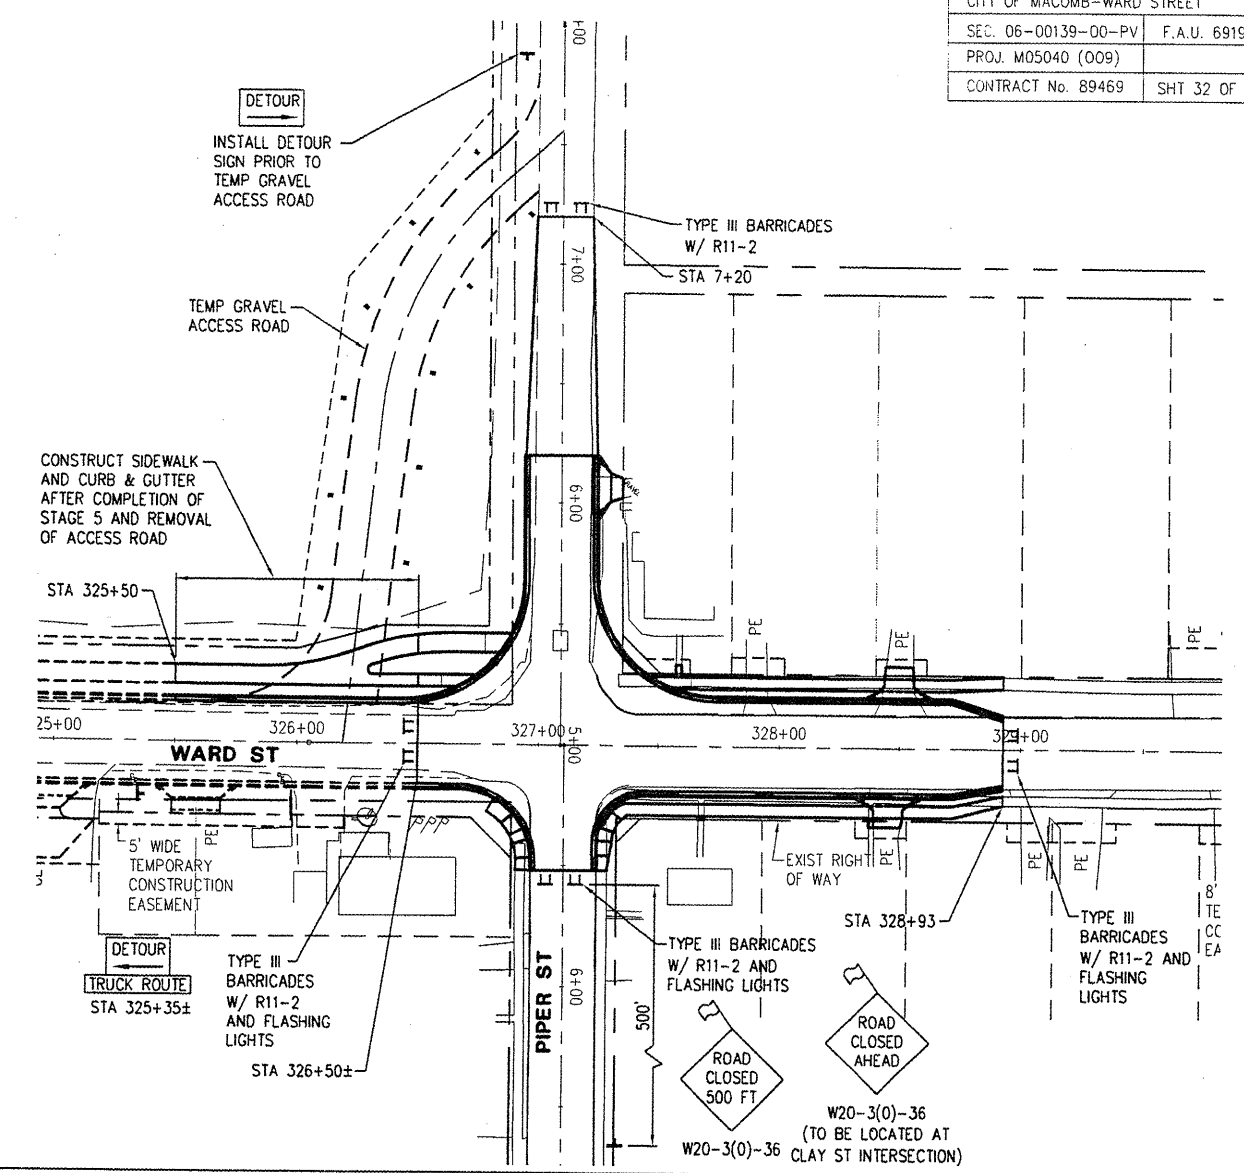 CITY OF MACOMB-WARD STREET
SEC. 06-00139-00-PV F.A.U. 6919
PROJ. M05040 (009)
CONTRACT No. 89469 SHT 32 OF
DETOUR
INSTALL DETOUR
SIGN PRIOR TO
TEMP GRAVEL
ACCESS ROAD
+00
TYPE III BARRICADES
W/ R11-2
STA 7+20
7+00
TEMP GRAVEL
ACCESS ROAD
CONSTRUCT SIDEWALK
AND CURB & GUTTER
AFTER COMPLETION OF
STAGE 5 AND REMOVAL
OF ACCESS ROAD
6+00
STA 325+50
PE
PE
PE
25+00
326+00
327+00
5+00
328+00
329+00
WARD ST
5' WIDE
TEMPORARY
CONSTRUCTION
EASEMENT
PE
P/P/P
EXIST RIGHT
OF WAY
PE
PE
PE
8'
TE
CO
EA
STA 328+93
TYPE III
BARRICADES
W/ R11-2 AND
FLASHING
LIGHTS
DETOUR
TRUCK ROUTE
STA 325+35±
TYPE III
BARRICADES
W/ R11-2
AND FLASHING
LIGHTS
STA 326+50±
TYPE III BARRICADES
W/ R11-2 AND
FLASHING LIGHTS
PIPER ST
6+00
500'
ROAD
CLOSED
500 FT
W20-3(0)-36
ROAD
CLOSED
AHEAD
W20-3(0)-36
(TO BE LOCATED AT
CLAY ST INTERSECTION)